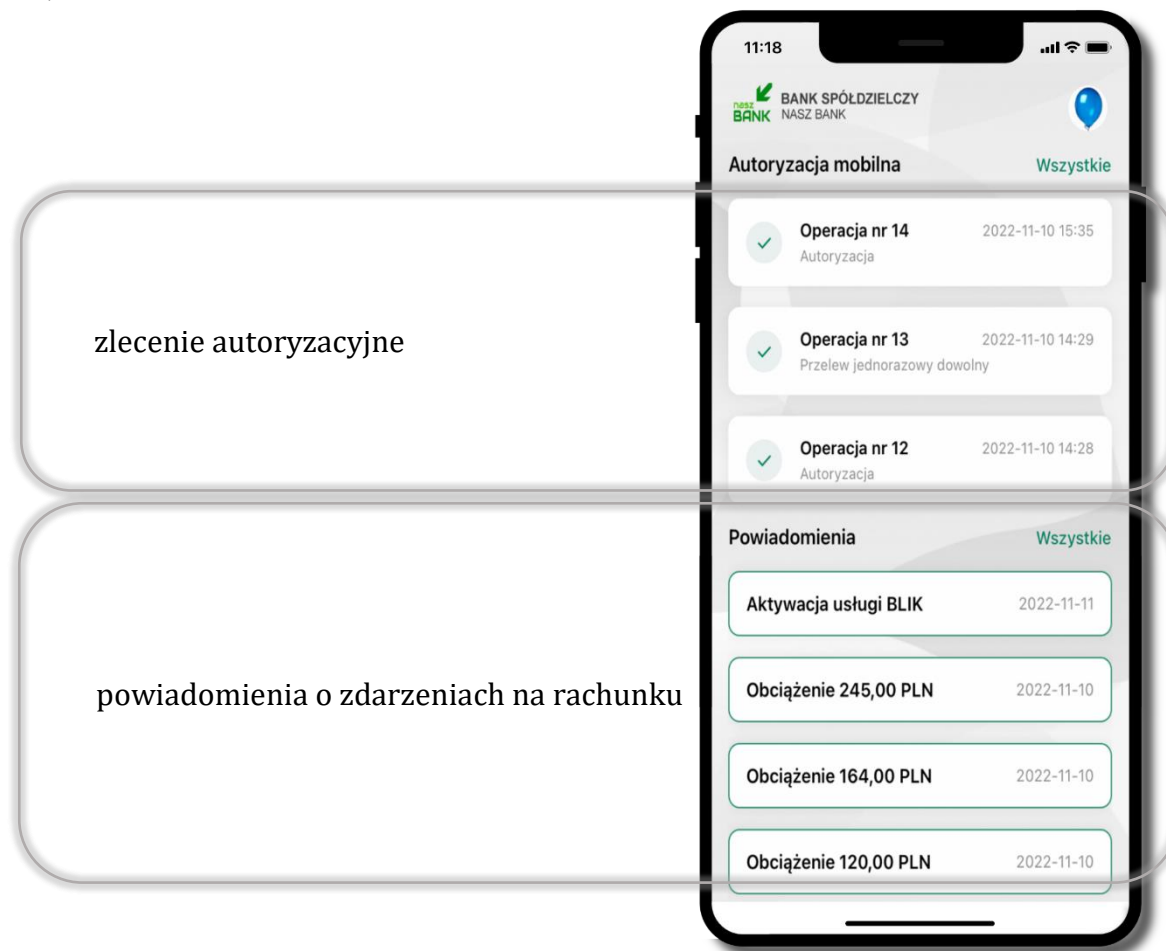 11:18
nasz BANK BANK SPÓŁDZIELCZY
NASZ BANK
Autoryzacja mobilna Wszystkie
Operacja nr 14 2022-11-10 15:35
Autoryzacja
zlecenie autoryzacyjne
Operacja nr 13 2022-11-10 14:29
Przelew jednorazowy dowolny
Operacja nr 12 2022-11-10 14:28
Autoryzacja
Powiadomienia Wszystkie
Aktywacja usługi BLIK 2022-11-11
powiadomienia o zdarzeniach na rachunku
Obciążenie 245,00 PLN 2022-11-10
Obciążenie 164,00 PLN 2022-11-10
Obciążenie 120,00 PLN 2022-11-10